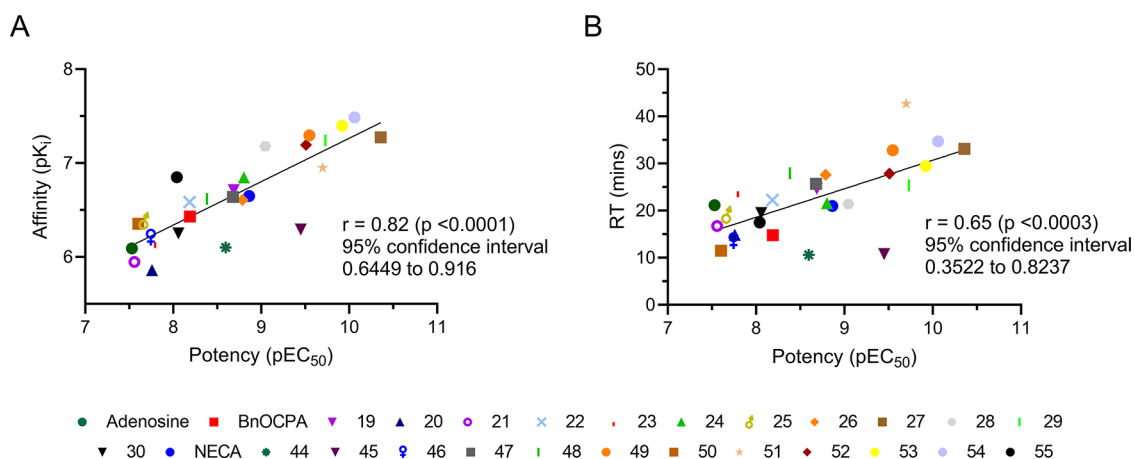 A
B
8
7
6
Affinity (pKi)
r = 0.82 (p <0.0001)
95% confidence interval
0.6449 to 0.916
7 8 9 10 11
Potency (pEC50)
50
40
30
20
10
0
RT (mins)
r = 0.65 (p <0.0003)
95% confidence interval
0.3522 to 0.8237
7 8 9 10 11
Potency (pEC50)
Adenosine BnOCPA 19 20 21 22 23 24 25 26 27 28 29
30 NECA 44 45 46 47 48 49 50 51 52 53 54 55